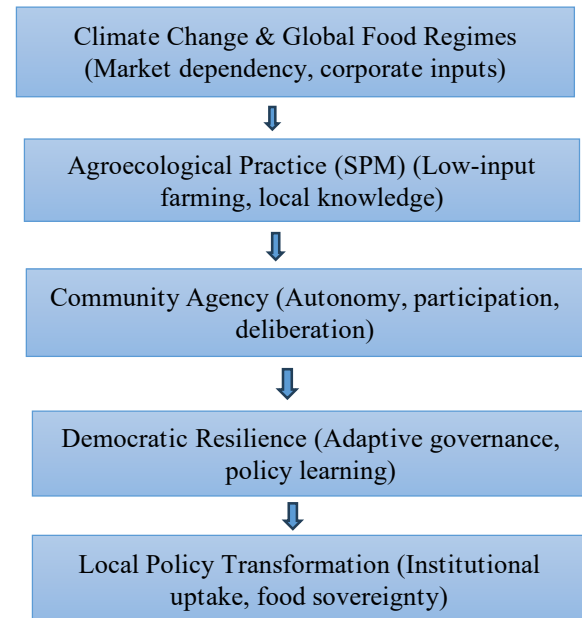 Climate Change & Global Food Regimes
(Market dependency, corporate inputs)
Agroecological Practice (SPM) (Low-input
farming, local knowledge)
Community Agency (Autonomy, participation,
deliberation)
Democratic Resilience (Adaptive governance,
policy learning)
Local Policy Transformation (Institutional
uptake, food sovereignty)